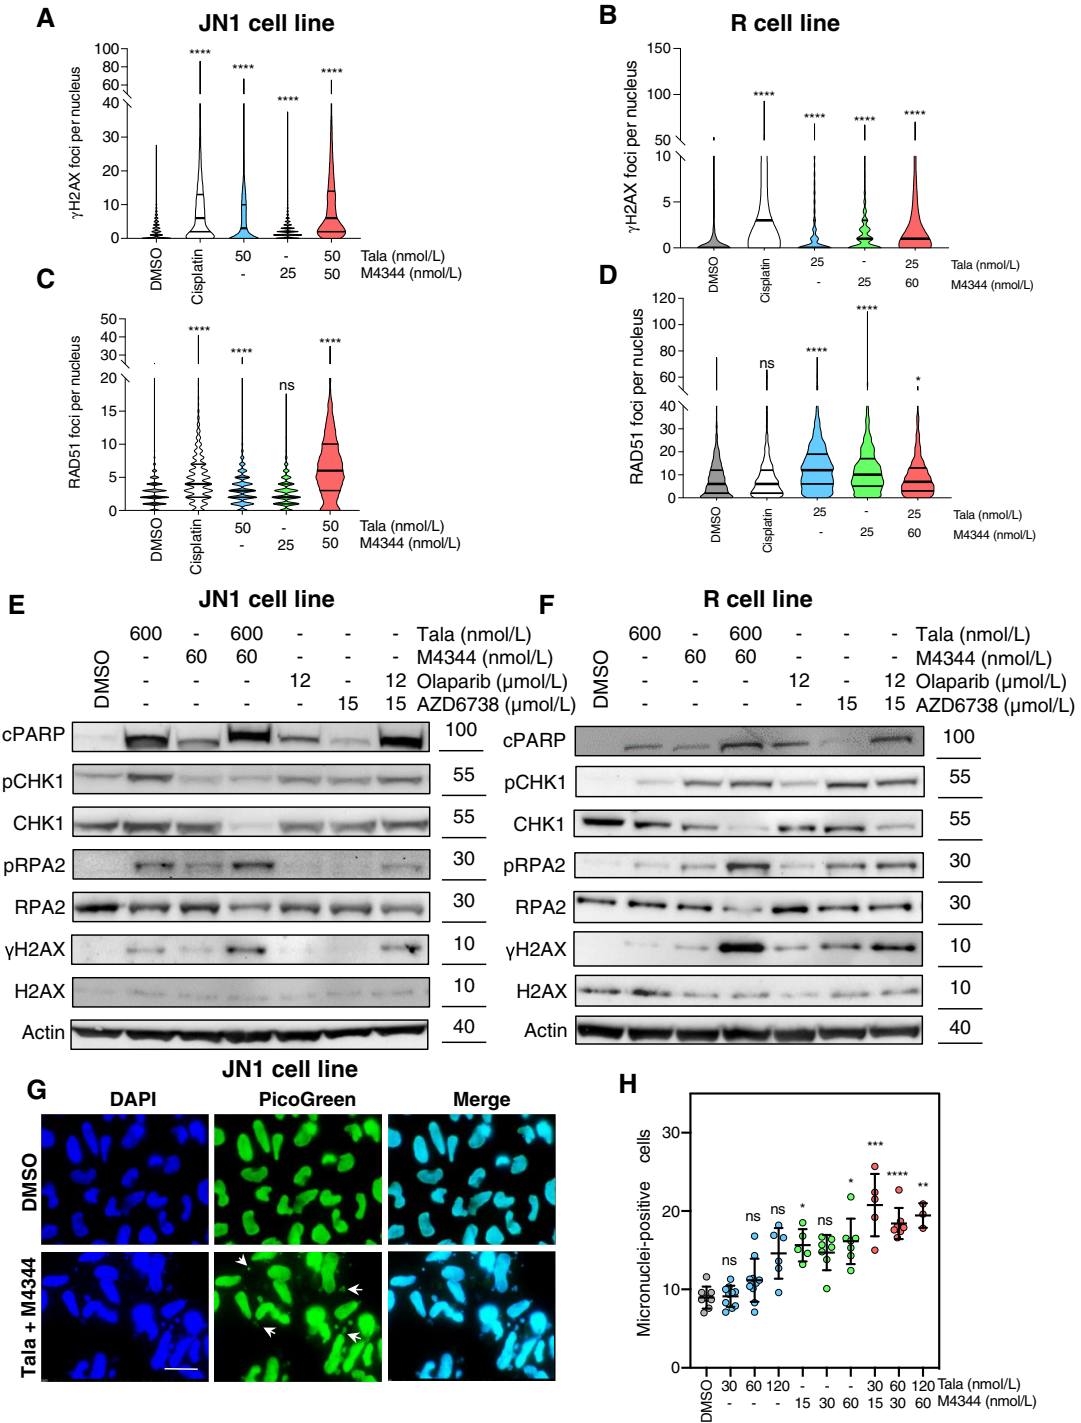 A JN1 cell line
γH2AX foci per nucleus
100
80
60
40
30
20
10
0
**** **** **** ****
DMSO Cisplatin 50 - 50 Tala (nmol/L)
- 25 50 M4344 (nmol/L)
B R cell line
γH2AX foci per nucleus
150
100
50
10
5
0
**** **** **** ****
DMSO Cisplatin 25 - 25 Tala (nmol/L)
- 25 60 M4344 (nmol/L)
C
RAD51 foci per nucleus
50
40
30
20
15
10
5
0
**** **** ns ****
DMSO Cisplatin 50 - 50 Tala (nmol/L)
- 25 50 M4344 (nmol/L)
D
RAD51 foci per nucleus
120
100
80
60
40
30
20
10
0
ns **** **** *
DMSO Cisplatin 25 - 25 Tala (nmol/L)
- 25 60 M4344 (nmol/L)
E JN1 cell line
DMSO 600 - 600 - - - Tala (nmol/L)
- 60 60 - - - M4344 (nmol/L)
- - - 12 - 12 Olaparib (μmol/L)
- - - - 15 15 AZD6738 (μmol/L)
cPARP 100
pCHK1 55
CHK1 55
pRPA2 30
RPA2 30
γH2AX 10
H2AX 10
Actin 40
F R cell line
DMSO 600 - 600 - - - Tala (nmol/L)
- 60 60 - - - M4344 (nmol/L)
- - - 12 - 12 Olaparib (μmol/L)
- - - - 15 15 AZD6738 (μmol/L)
cPARP 100
pCHK1 55
CHK1 55
pRPA2 30
RPA2 30
γH2AX 10
H2AX 10
Actin 40
G JN1 cell line
DAPI PicoGreen Merge
DMSO
Tala + M4344
H
Micronuclei-positive cells
30
20
10
0
ns ns ns * ns * *** **** **
DMSO 30 60 120 - - - 30 60 120 Tala (nmol/L)
- - - 15 30 60 15 30 60 M4344 (nmol/L)